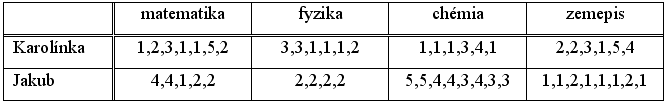 matematika fyzika chémia zemepis
Karolínka 1,2,3,1,1,5,2 3,3,1,1,1,2 1,1,1,3,4,1 2,2,3,1,5,4
Jakub 4,4,1,2,2 2,2,2,2 5,5,4,4,3,4,3,3 1,1,2,1,1,1,2,1